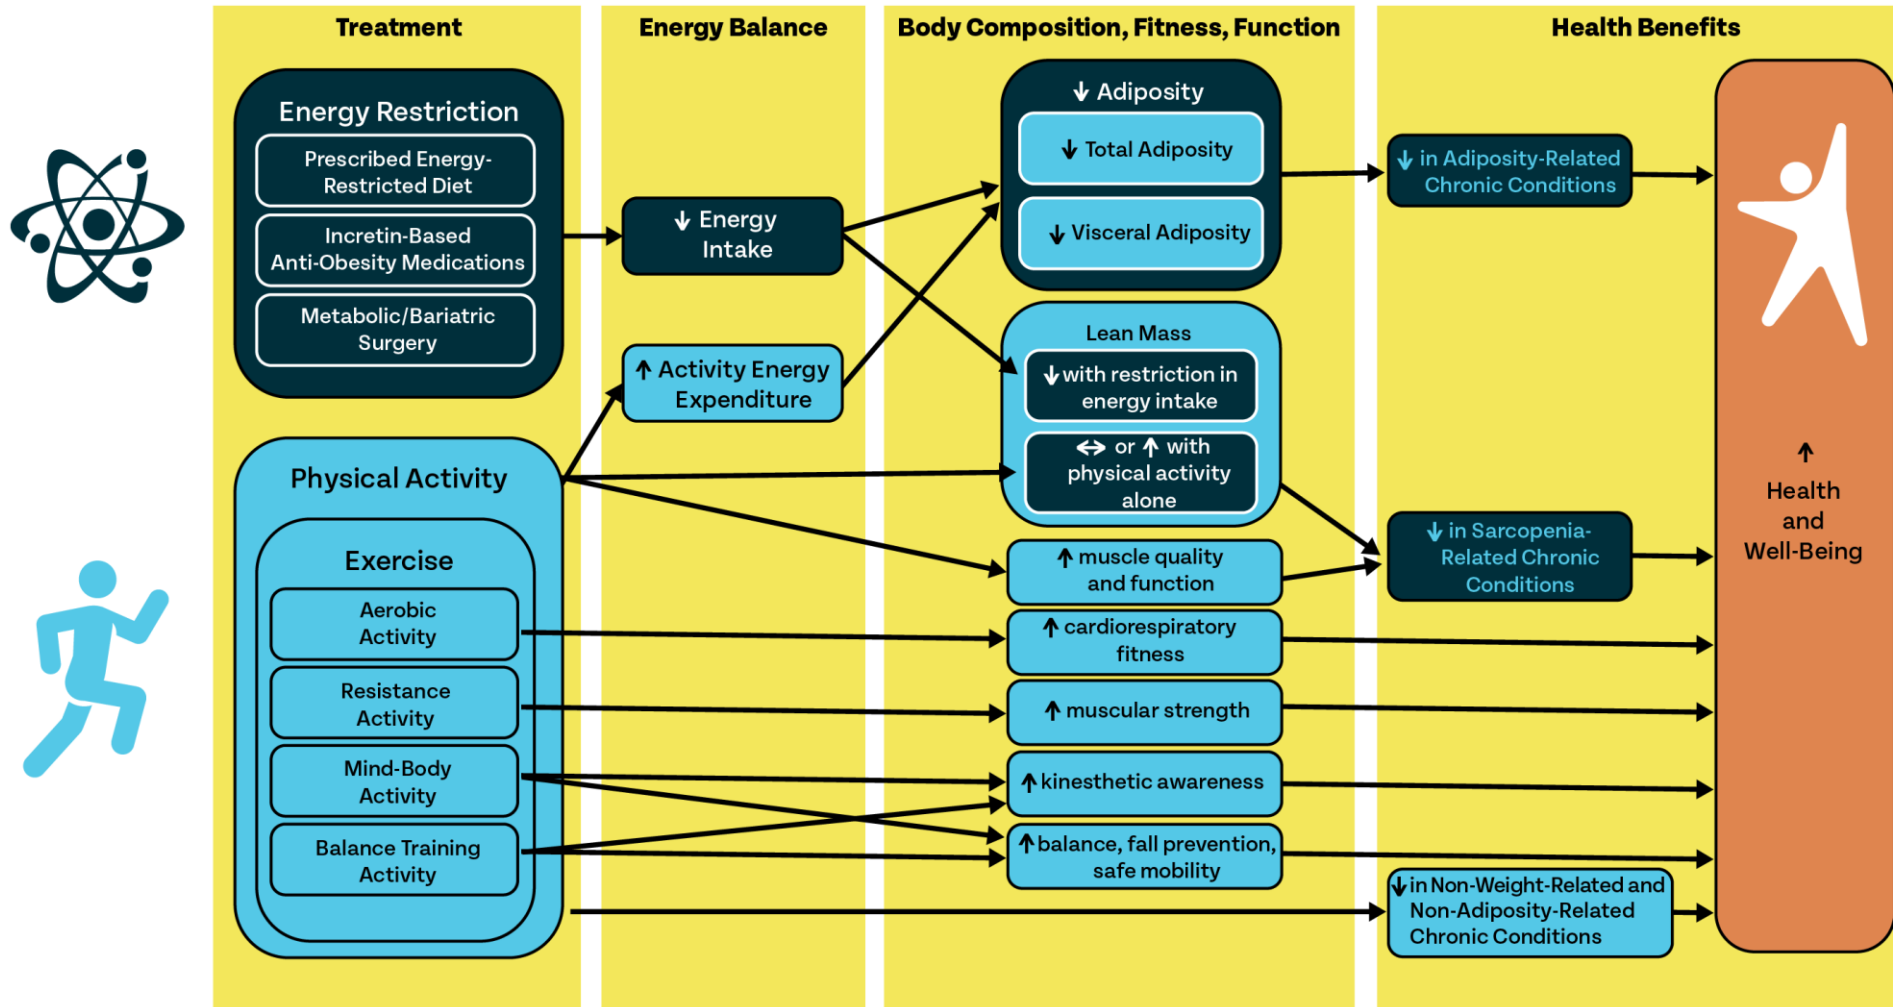 Treatment
Energy Balance
Body Composition, Fitness, Function
Health Benefits
Energy Restriction
Prescribed Energy-
Restricted Diet
Incretin-Based
Anti-Obesity Medications
Metabolic/Bariatric
Surgery
Physical Activity
Exercise
Aerobic
Activity
Resistance
Activity
Mind-Body
Activity
Balance Training
Activity
↓ Energy
Intake
↑ Activity Energy
Expenditure
↓ Adiposity
↓ Total Adiposity
↓ Visceral Adiposity
Lean Mass
↓ with restriction in
energy intake
↔ or ↑ with
physical activity
alone
↑ muscle quality
and function
↑ cardiorespiratory
fitness
↑ muscular strength
↑ kinesthetic awareness
↑ balance, fall prevention,
safe mobility
↓ in Adiposity-Related
Chronic Conditions
↓ in Sarcopenia-
Related Chronic
Conditions
↓ in Non-Weight-Related and
Non-Adiposity-Related
Chronic Conditions
↑
Health
and
Well-Being